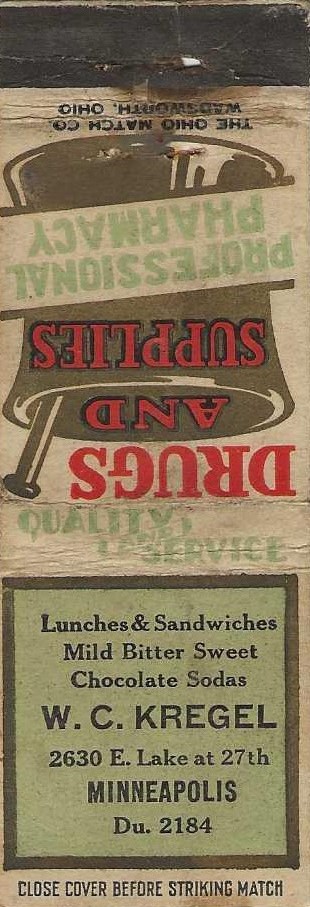 DRUGS
AND
SUPPLIES
PROFESSIONAL
PHARMACY
THE OHIO MATCH CO.
WADSWORTH, OHIO
QUALITY,
SERVICE
Lunches & Sandwiches
Mild Bitter Sweet
Chocolate Sodas
W. C. KREGEL
2630 E. Lake at 27th
MINNEAPOLIS
Du. 2184
CLOSE COVER BEFORE STRIKING MATCH